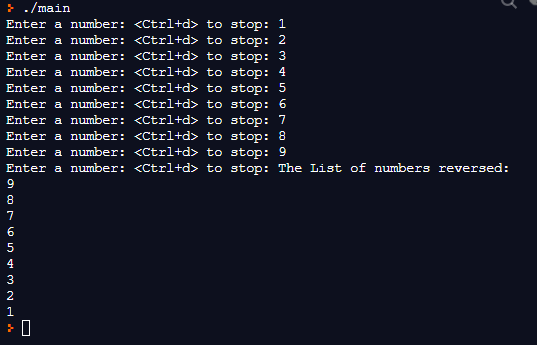 > ./main
Enter a number: <Ctrl+d> to stop: 1
Enter a number: <Ctrl+d> to stop: 2
Enter a number: <Ctrl+d> to stop: 3
Enter a number: <Ctrl+d> to stop: 4
Enter a number: <Ctrl+d> to stop: 5
Enter a number: <Ctrl+d> to stop: 6
Enter a number: <Ctrl+d> to stop: 7
Enter a number: <Ctrl+d> to stop: 8
Enter a number: <Ctrl+d> to stop: 9
Enter a number: <Ctrl+d> to stop: The List of numbers reversed:
9
8
7
6
5
4
3
2
1
>